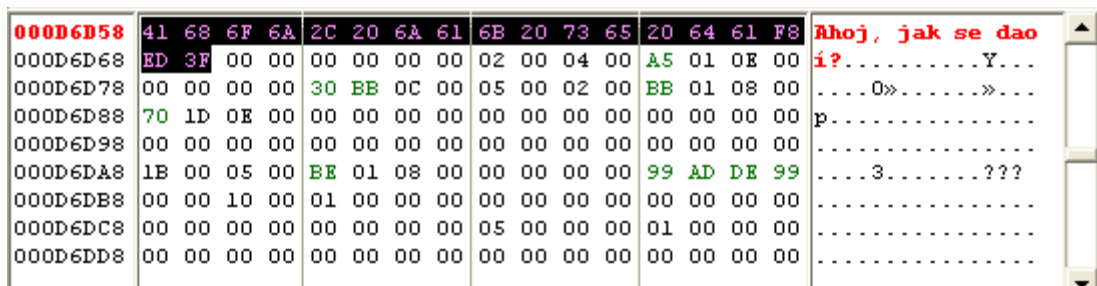 000D6D58 41 68 6F 6A 2C 20 6A 61 6B 20 73 65 20 64 61 F8 Ahoj, jak se dao
000D6D68 ED 3F 00 00 00 00 00 00 02 00 04 00 A5 01 0E 00 í?..........Y...
000D6D78 00 00 00 00 30 BB 0C 00 05 00 02 00 BB 01 08 00 ....0»......»...
000D6D88 70 1D 0E 00 00 00 00 00 00 00 00 00 00 00 00 00 p...............
000D6D98 00 00 00 00 00 00 00 00 00 00 00 00 00 00 00 00 ................
000D6DA8 1B 00 05 00 BE 01 08 00 00 00 00 00 99 AD DE 99 ....3.......???
000D6DB8 00 00 10 00 01 00 00 00 00 00 00 00 00 00 00 00 ................
000D6DC8 00 00 00 00 00 00 00 00 05 00 00 00 01 00 00 00 ................
000D6DD8 00 00 00 00 00 00 00 00 00 00 00 00 00 00 00 00 ................